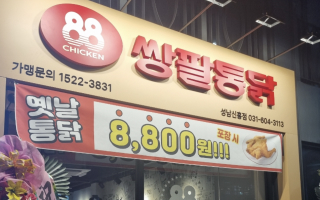 88
CHICKEN
쌍팔통닭
가맹문의 1522-3831
성남신흥점 031-604-3113
옛날
통닭
8,800원!!!
포장 시
88